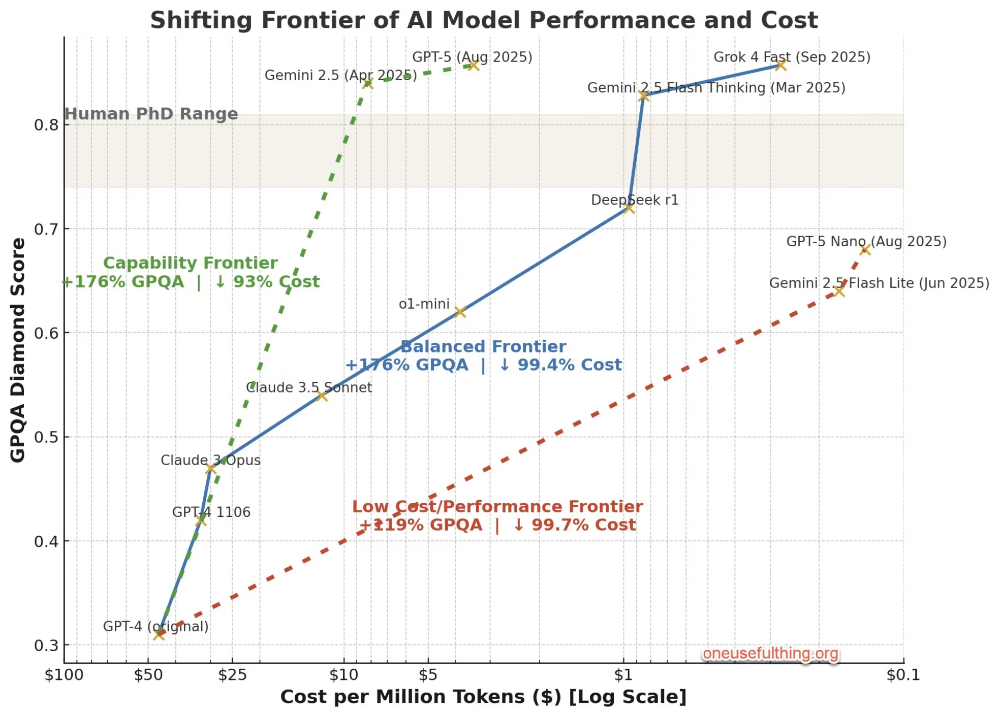 Shifting Frontier of AI Model Performance and Cost
GPT-5 (Aug 2025)
Grok 4 Fast (Sep 2025)
Gemini 2.5 (Apr 2025)
Gemini 2.5 Flash Thinking (Mar 2025)
Human PhD Range
0.8
DeepSeek r1
0.7
GPT-5 Nano (Aug 2025)
Capability Frontier
+176% GPQA | ↓ 93% Cost
Gemini 2.5 Flash Lite (Jun 2025)
GPQA Diamond Score
o1-mini
0.6
Balanced Frontier
+176% GPQA | ↓ 99.4% Cost
Claude 3.5 Sonnet
0.5
Claude 3 Opus
GPT-4 1106
Low Cost/Performance Frontier
+119% GPQA | ↓ 99.7% Cost
0.4
GPT-4 (original)
0.3
oneusefulthing.org
$100 $50 $25 $10 $5 $1 $0.1
Cost per Million Tokens ($) [Log Scale]